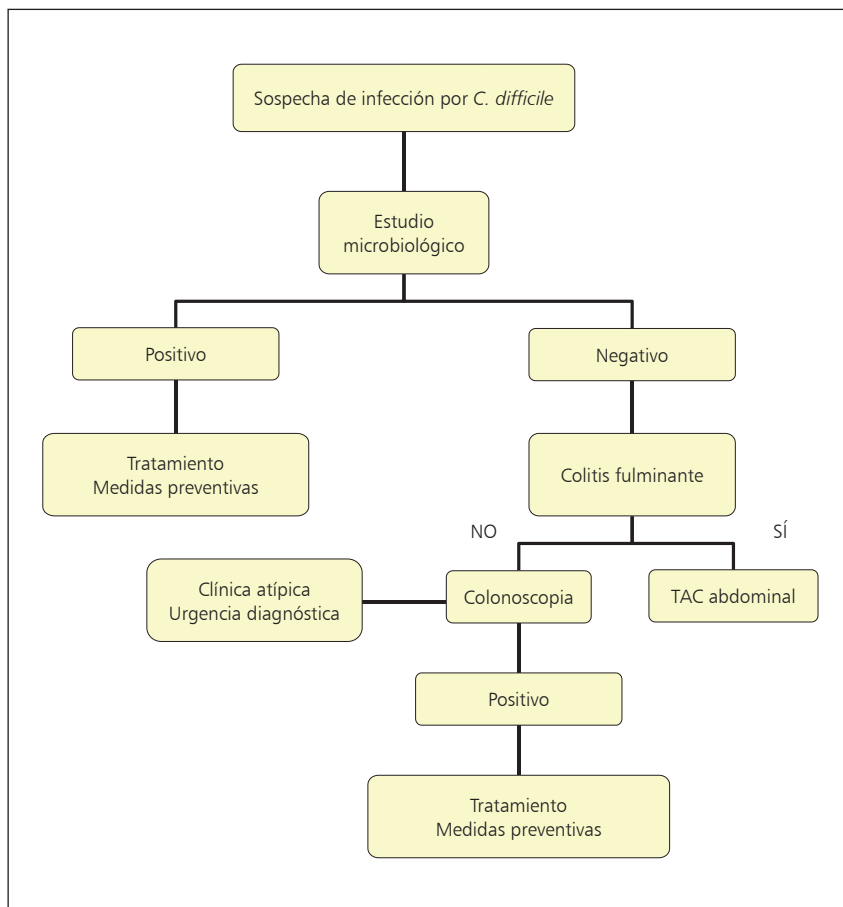 Sospecha de infección por C. difficile
Estudio
microbiológico
Positivo
Negativo
Tratamiento
Medidas preventivas
Colitis fulminante
NO
SÍ
Clínica atípica
Urgencia diagnóstica
Colonoscopia
TAC abdominal
Positivo
Tratamiento
Medidas preventivas